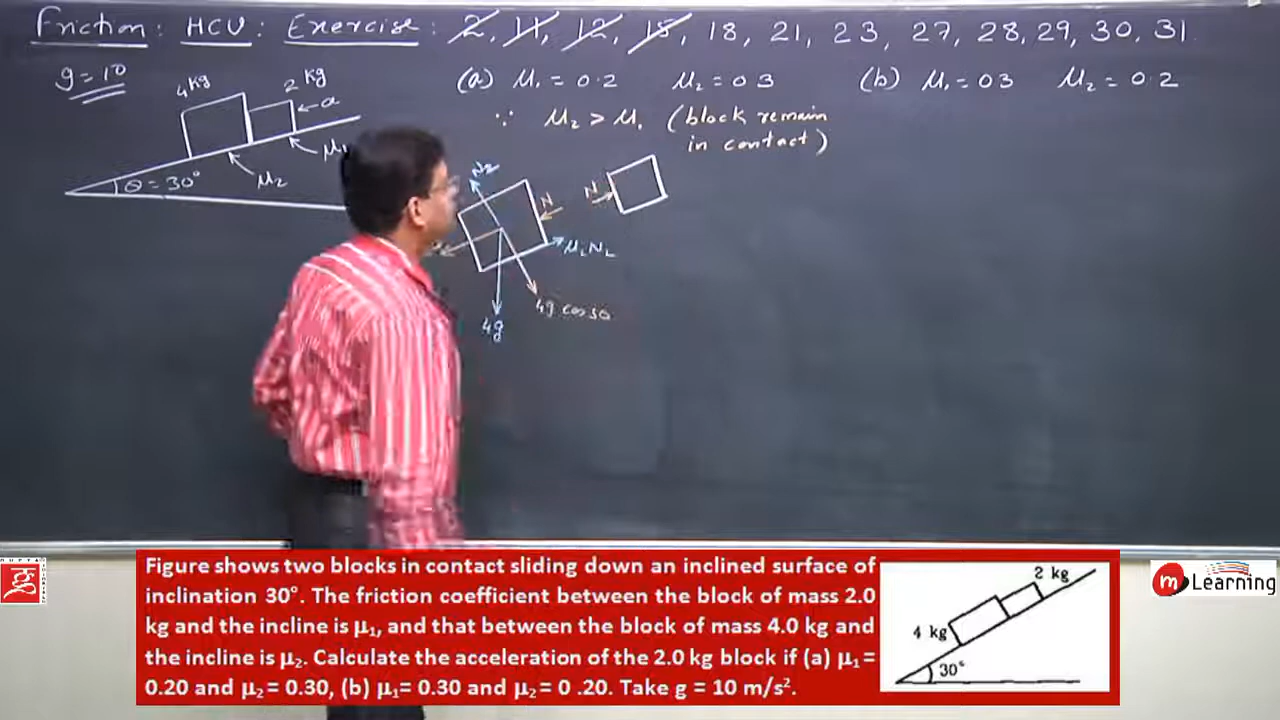 Friction : HCV : Exercise : 2, 11, 12, 15, 18, 21, 23, 27, 28, 29, 30, 31
g = 10
4 kg
2 kg
a
μ₁
μ₂
θ = 30°
(a) μ₁ = 0.2 μ₂ = 0.3 (b) μ₁ = 0.3 μ₂ = 0.2
∵ μ₂ > μ₁ (block remain
in contact)
N₂
N
N
μ₂N₂
4g cos 30
4g
Figure shows two blocks in contact sliding down an inclined surface of
inclination 30°. The friction coefficient between the block of mass 2.0
kg and the incline is μ₁, and that between the block of mass 4.0 kg and
the incline is μ₂. Calculate the acceleration of the 2.0 kg block if (a) μ₁ =
0.20 and μ₂ = 0.30, (b) μ₁= 0.30 and μ₂ = 0 .20. Take g = 10 m/s².
2 kg
4 kg
30°
m Learning